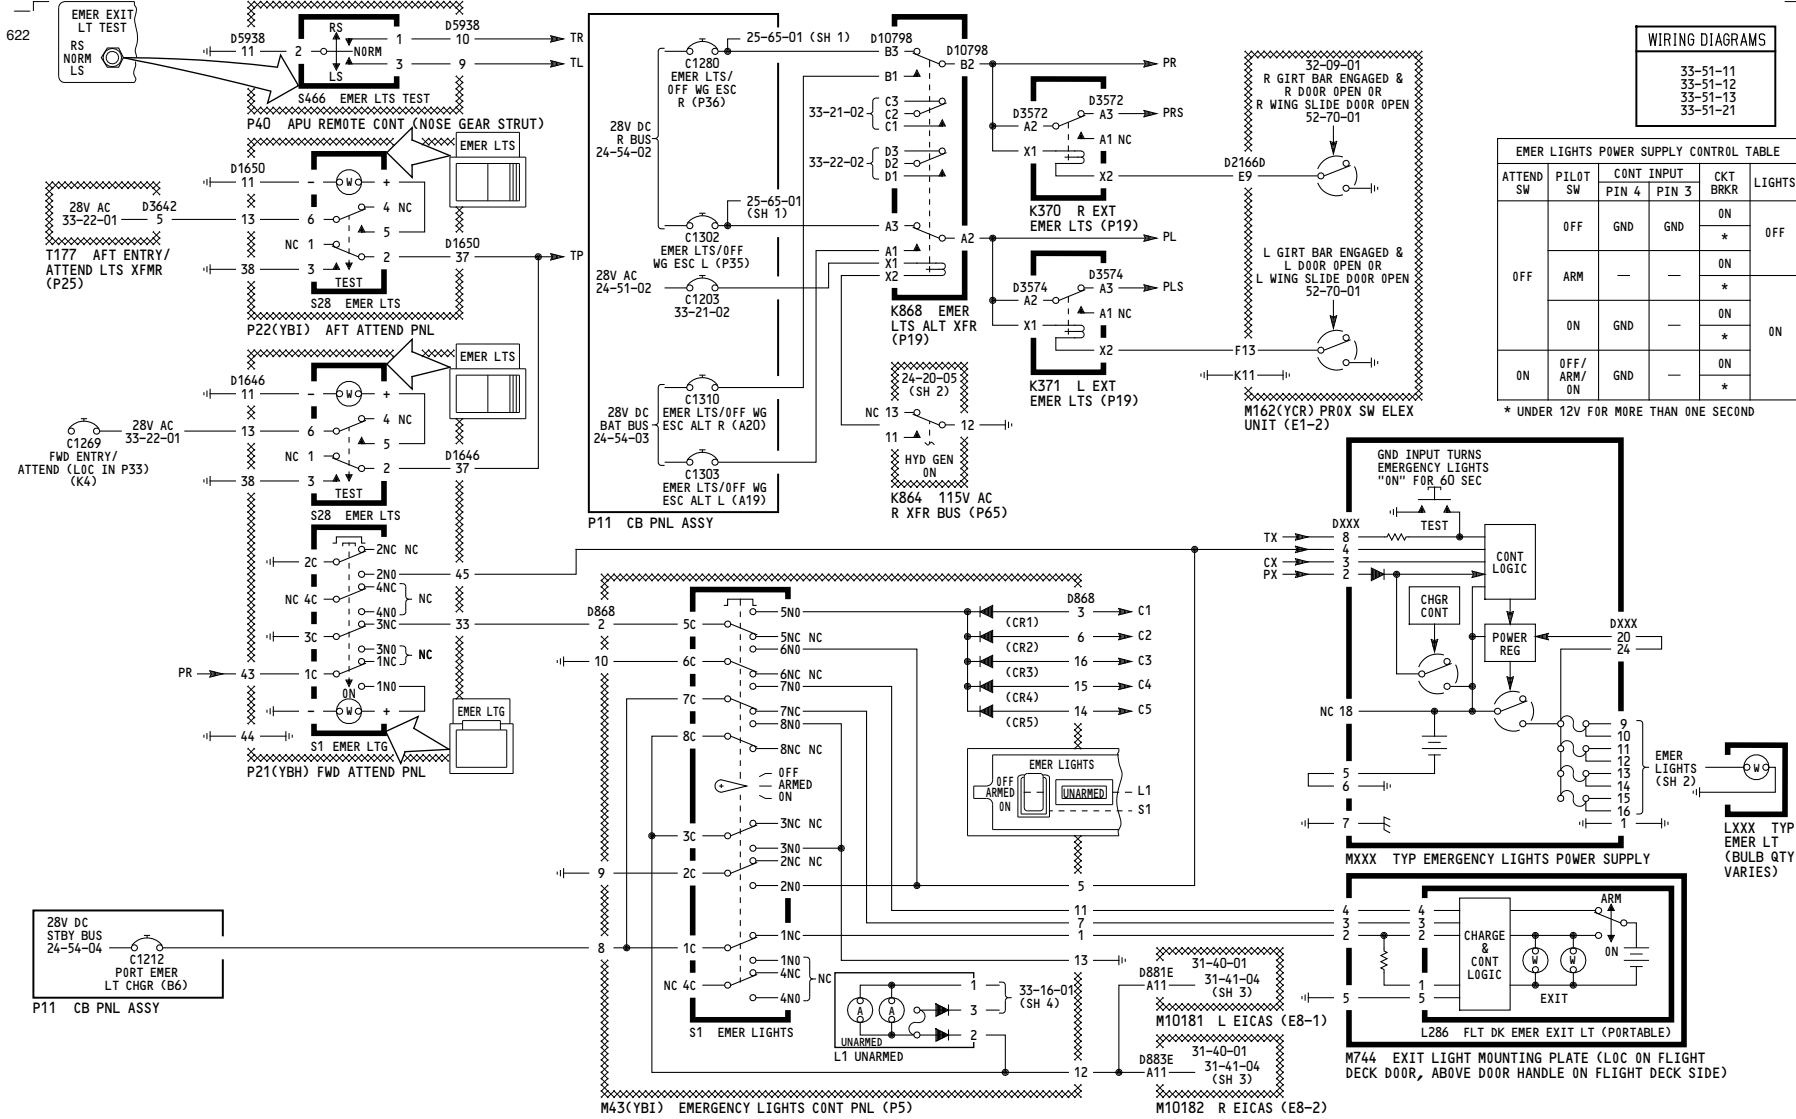 622
EMER EXIT
LT TEST
RS
NORM
LS
D5938
11 2
RS
NORM
LS
1
3
D5938
10
9
TR
TL
S466 EMER LTS TEST
P40 APU REMOTE CONT (NOSE GEAR STRUT)
D1650
11 - W +
4 NC
13 6
5
NC 1
2
D1650
37
TP
38 3
TEST
S28 EMER LTS
P22(YBI) AFT ATTEND PNL
EMER LTS
28V AC
33-22-01
D3642
5
T177 AFT ENTRY/
ATTEND LTS XFMR
(P25)
EMER LTS
D1646
11 - W +
4 NC
13 6
5
NC 1
2
D1646
37
38 3
TEST
S28 EMER LTS
28V AC
33-22-01
C1269
FWD ENTRY/
ATTEND (LOC IN P33)
(K4)
2C
2NC NC
2NO
45
NC 4C
4NC
4NO
NC
3C
3NC
33
3NO
1NC
NC
PR
43
1C
ON
1NO
- W +
44
S1 EMER LTG
P21(YBH) FWD ATTEND PNL
EMER LTG
28V DC
R BUS
24-54-02
C1280
EMER LTS/
OFF WG ESC
R (P36)
25-65-01 (SH 1)
25-65-01
(SH 1)
C1302
EMER LTS/OFF
WG ESC L (P35)
28V AC
24-51-02
C1203
33-21-02
28V DC
BAT BUS
24-54-03
C1310
EMER LTS/OFF WG
ESC ALT R (A20)
C1303
EMER LTS/OFF WG
ESC ALT L (A19)
P11 CB PNL ASSY
D10798
B3
B1
D10798
B2
PR
33-21-02
C3
C2
C1
33-22-02
D3
D2
D1
A3
A2
PL
A1
X1
X2
K868 EMER
LTS ALT XFR
(P19)
24-20-05
(SH 2)
NC 13
12
11
HYD GEN
ON
K864 115V AC
R XFR BUS (P65)
D3572
A2
D3572
A3
PRS
A1 NC
X1
X2
K370 R EXT
EMER LTS (P19)
D3574
A2
D3574
A3
PLS
A1 NC
X1
X2
K371 L EXT
EMER LTS (P19)
D2166D
E9
F13
K11
32-09-01
R GIRT BAR ENGAGED &
R DOOR OPEN OR
R WING SLIDE DOOR OPEN
52-70-01
L GIRT BAR ENGAGED &
L DOOR OPEN OR
L WING SLIDE DOOR OPEN
52-70-01
M162(YCR) PROX SW ELEX
UNIT (E1-2)
WIRING DIAGRAMS
33-51-11
33-51-12
33-51-13
33-51-21
EMER LIGHTS POWER SUPPLY CONTROL TABLE
ATTEND SW
PILOT SW
CONT INPUT
PIN 4 PIN 3
CKT BRKR
LIGHTS
OFF
OFF GND GND ON
*
OFF
ARM — — ON
*
ON GND — ON
*
ON
ON
OFF/
ARM/
ON
GND — ON
*
* UNDER 12V FOR MORE THAN ONE SECOND
GND INPUT TURNS
EMERGENCY LIGHTS
"ON" FOR 60 SEC
TEST
DXXX
TX 8
4
CX 3
PX 2
CONT
LOGIC
CHGR
CONT
POWER
REG
DXXX
20
24
NC 18
9
10
11
12
13
14
15
16
1
EMER
LIGHTS
(SH 2)
5
6
7
MXXX TYP EMERGENCY LIGHTS POWER SUPPLY
W
LXXX TYP
EMER LT
(BULB QTY
VARIES)
D868
2
10
9
8
5C
5NO
5NC NC
6NO
6C
6NC NC
7NO
7C
7NC
8NO
8C
8NC NC
OFF
ARMED
ON
3C
3NC NC
3NO
2C
2NC NC
2NO
1C
1NC
1NO
4NC
NC
NC 4C
4NO
S1 EMER LIGHTS
D868
(CR1) 3 C1
(CR2) 6 C2
(CR3) 16 C3
(CR4) 15 C4
(CR5) 14 C5
EMER LIGHTS
OFF
ARMED
ON
UNARMED
L1
S1
5
11
7
1
13
12
A A
UNARMED
1
3
2
33-16-01
(SH 4)
L1 UNARMED
M43(YBI) EMERGENCY LIGHTS CONT PNL (P5)
28V DC
STBY BUS
24-54-04
C1212
PORT EMER
LT CHGR (B6)
P11 CB PNL ASSY
D881E
A11
31-40-01
31-41-04
(SH 3)
M10181 L EICAS (E8-1)
D883E
A11
31-40-01
31-41-04
(SH 3)
M10182 R EICAS (E8-2)
4 4
3 3
2 2
1
5 5
CHARGE
&
CONT
LOGIC
W W
EXIT
ARM
ON
L286 FLT DK EMER EXIT LT (PORTABLE)
M744 EXIT LIGHT MOUNTING PLATE (LOC ON FLIGHT
DECK DOOR, ABOVE DOOR HANDLE ON FLIGHT DECK SIDE)